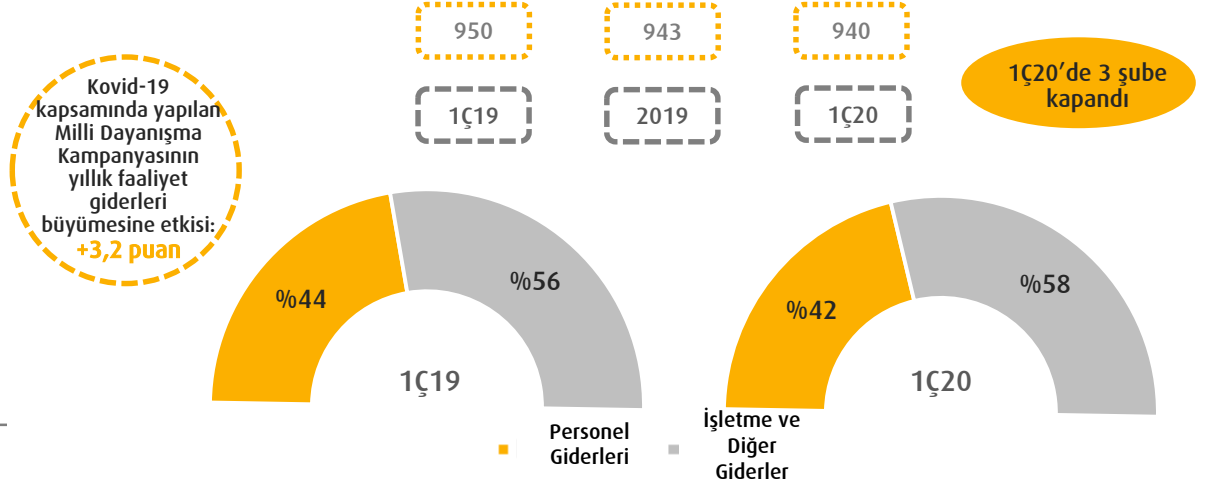 950
943
940
1Ç19
2019
1Ç20
1Ç20’de 3 şube
kapandı
Kovid-19
kapsamında yapılan
Milli Dayanışma
Kampanyasının
yıllık faaliyet
giderleri
büyümesine etkisi:
+3,2 puan
%44
%56
1Ç19
%42
%58
1Ç20
Personel
Giderleri
İşletme ve
Diğer
Giderler